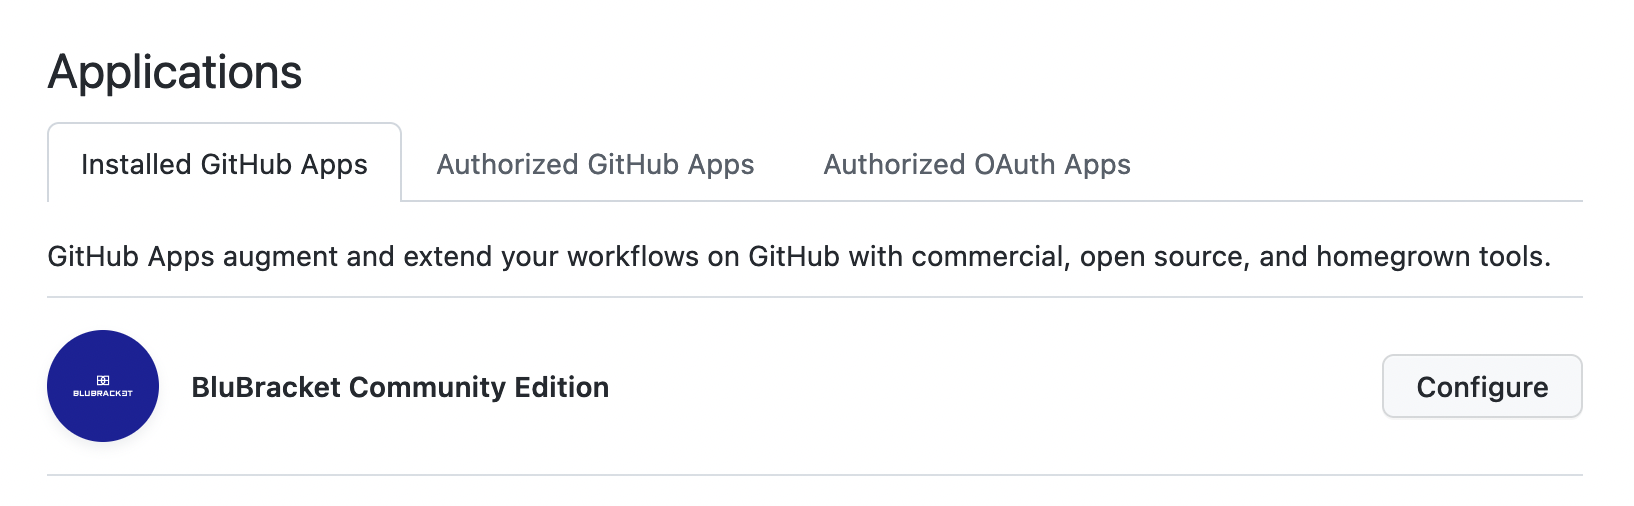 Applications
Installed GitHub Apps
Authorized GitHub Apps
Authorized OAuth Apps
GitHub Apps augment and extend your workflows on GitHub with commercial, open source, and homegrown tools.
BLUBRACKET
BluBracket Community Edition
Configure